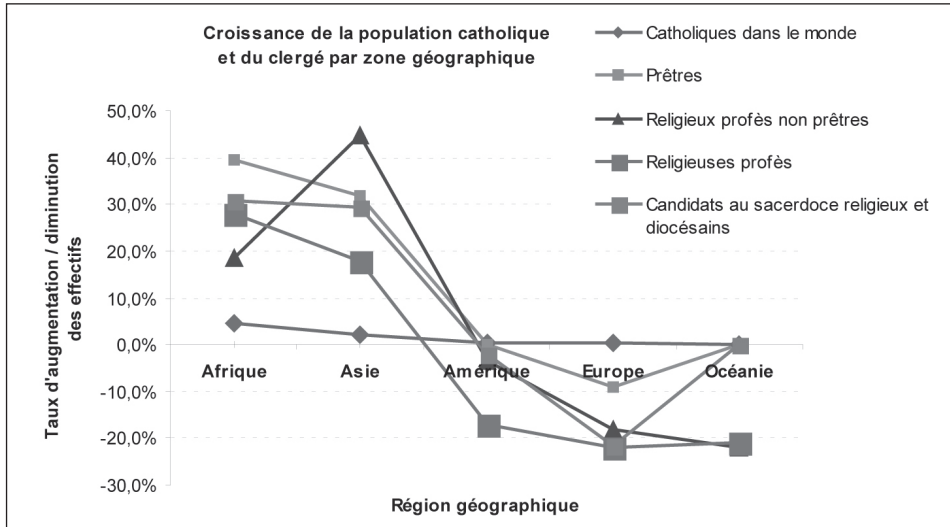 Croissance de la population catholique
et du clergé par zone géographique
Catholiques dans le monde
Prêtres
Religieux profès non prêtres
Religieuses profès
Candidats au sacerdoce religieux et
diocésains
Taux d'augmentation / diminution
des effectifs
50,0%
40,0%
30,0%
20,0%
10,0%
0,0%
-10,0%
-20,0%
-30,0%
Afrique
Asie
Amérique
Europe
Océanie
Région géographique